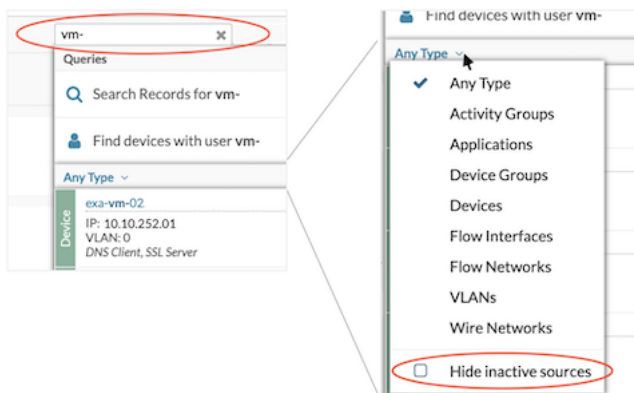 vm-
Queries
Search Records for vm-
Find devices with user vm-
Any Type
Device
exa-vm-02
IP: 10.10.252.01
VLAN: 0
DNS Client, SSL Server
Find devices with user vm-
Any Type
Any Type
Activity Groups
Applications
Device Groups
Devices
Flow Interfaces
Flow Networks
VLANs
Wire Networks
Hide inactive sources